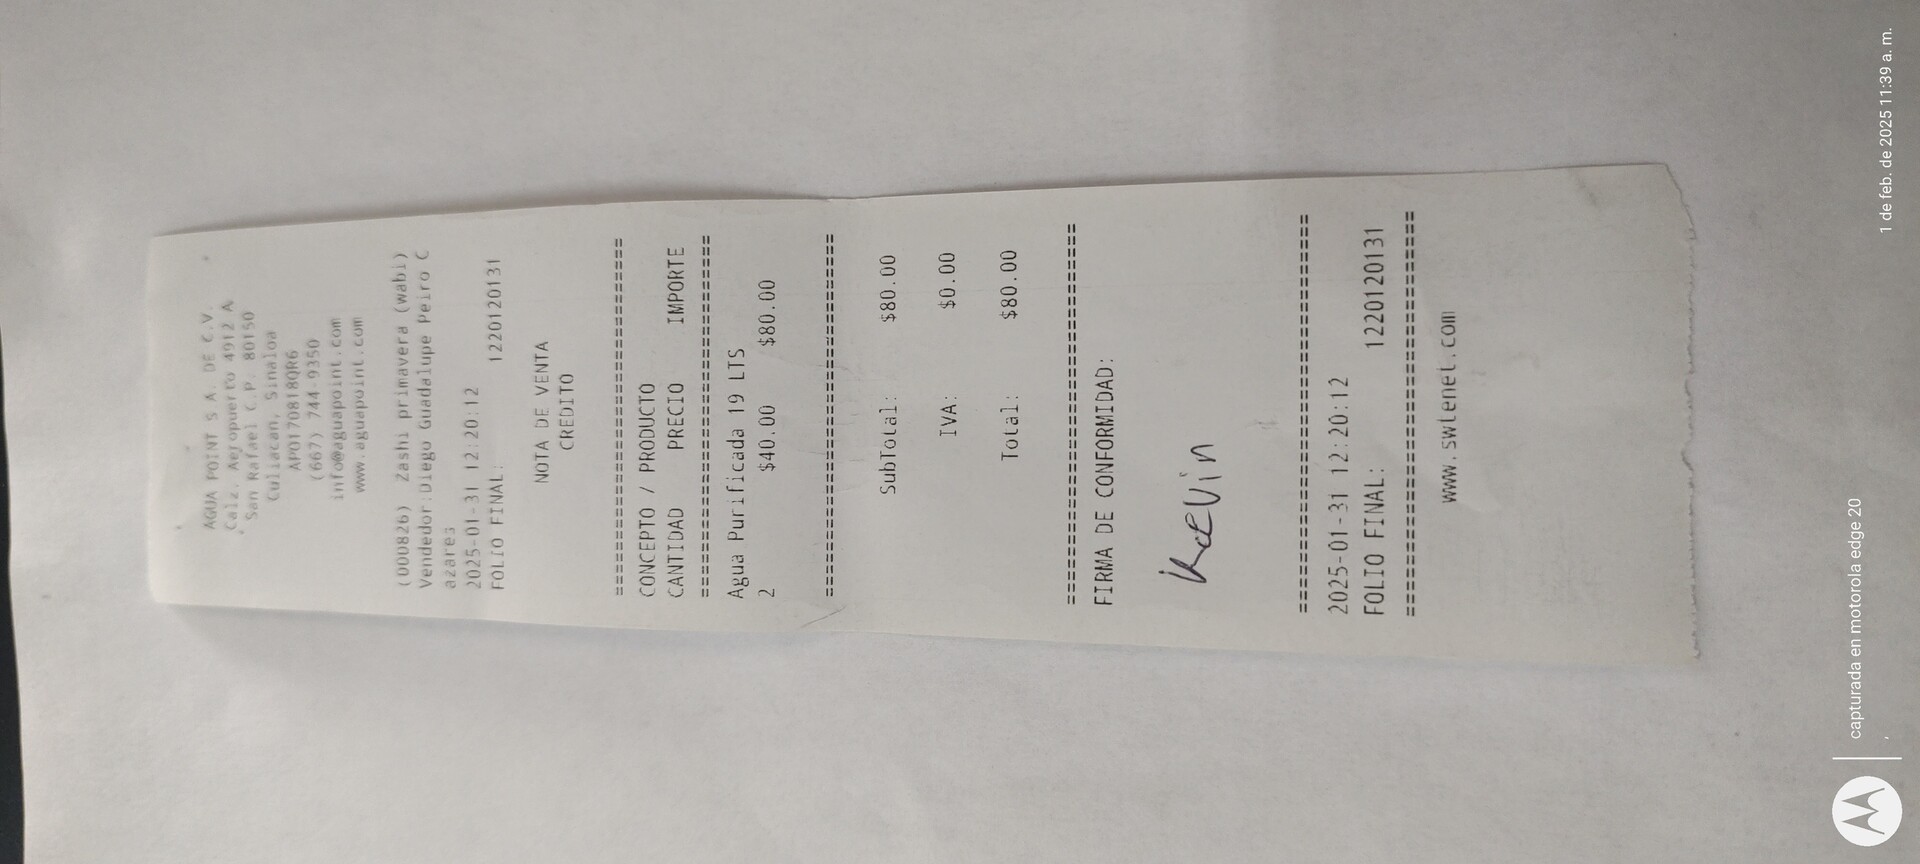 AGUA POINT S.A. DE C.V.
Calz. Aeropuerto 4912 A
San Rafael C.P. 80150
Culiacan, Sinaloa
APO170818QR6
(667) 744-9350
info@aguapoint.com
www.aguapoint.com
(000826) Zashi primavera (wabi)
Vendedor:Diego Guadalupe Peiro C
azares
2025-01-31 12:20:12
FOLIO FINAL: 1220120131
NOTA DE VENTA
CREDITO
================================
CONCEPTO / PRODUCTO
CANTIDAD PRECIO IMPORTE
================================
Agua Purificada 19 LTS
2 $40.00 $80.00
================================
SubTotal: $80.00
IVA: $0.00
Total: $80.00
================================
FIRMA DE CONFORMIDAD:
Kelvin
================================
2025-01-31 12:20:12
FOLIO FINAL: 1220120131
================================
www.swtenet.com
capturada en motorola edge 20
1 de feb. de 2025 11:39 a. m.